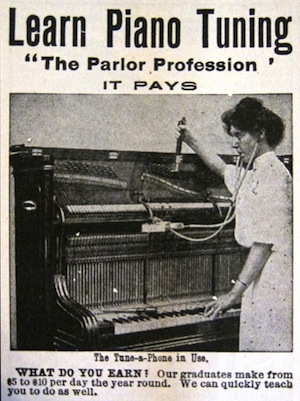 Learn Piano Tuning
"The Parlor Profession '
IT PAYS
The Tune-a-Phone in Use.
WHAT DO YOU EARN? Our graduates make from
$5 to $10 per day the year round. We can quickly teach
you to do as well.